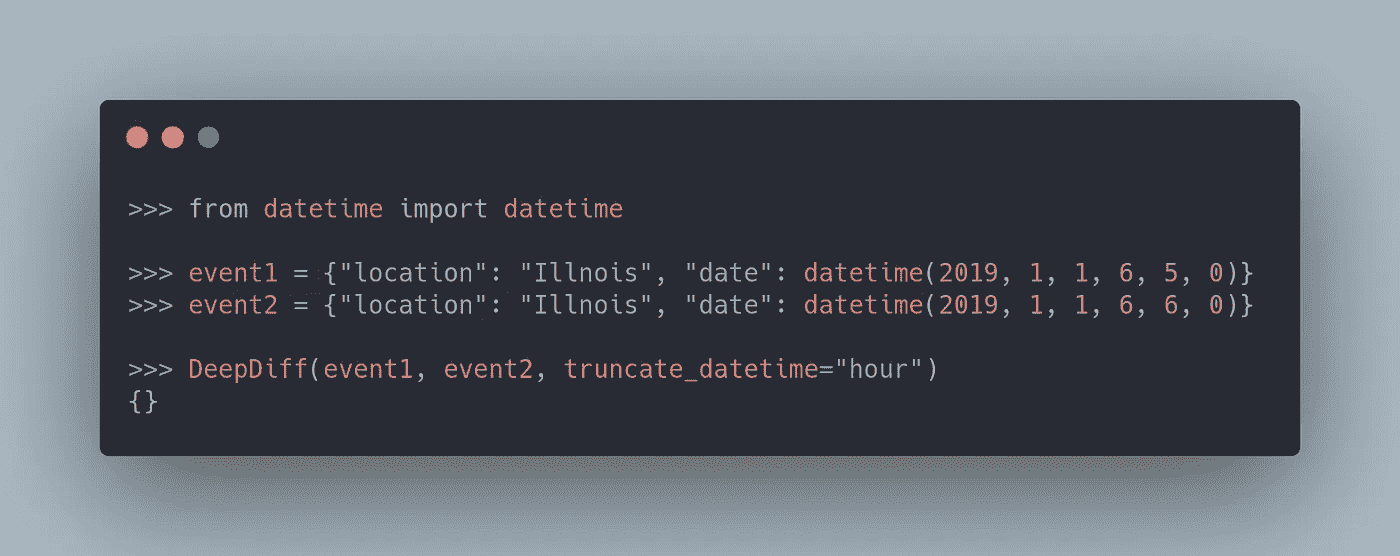 >>> from datetime import datetime
>>> event1 = {"location": "Illnois", "date": datetime(2019, 1, 1, 6, 5, 0)}
>>> event2 = {"location": "Illnois", "date": datetime(2019, 1, 1, 6, 6, 0)}
>>> DeepDiff(event1, event2, truncate_datetime="hour")
{}